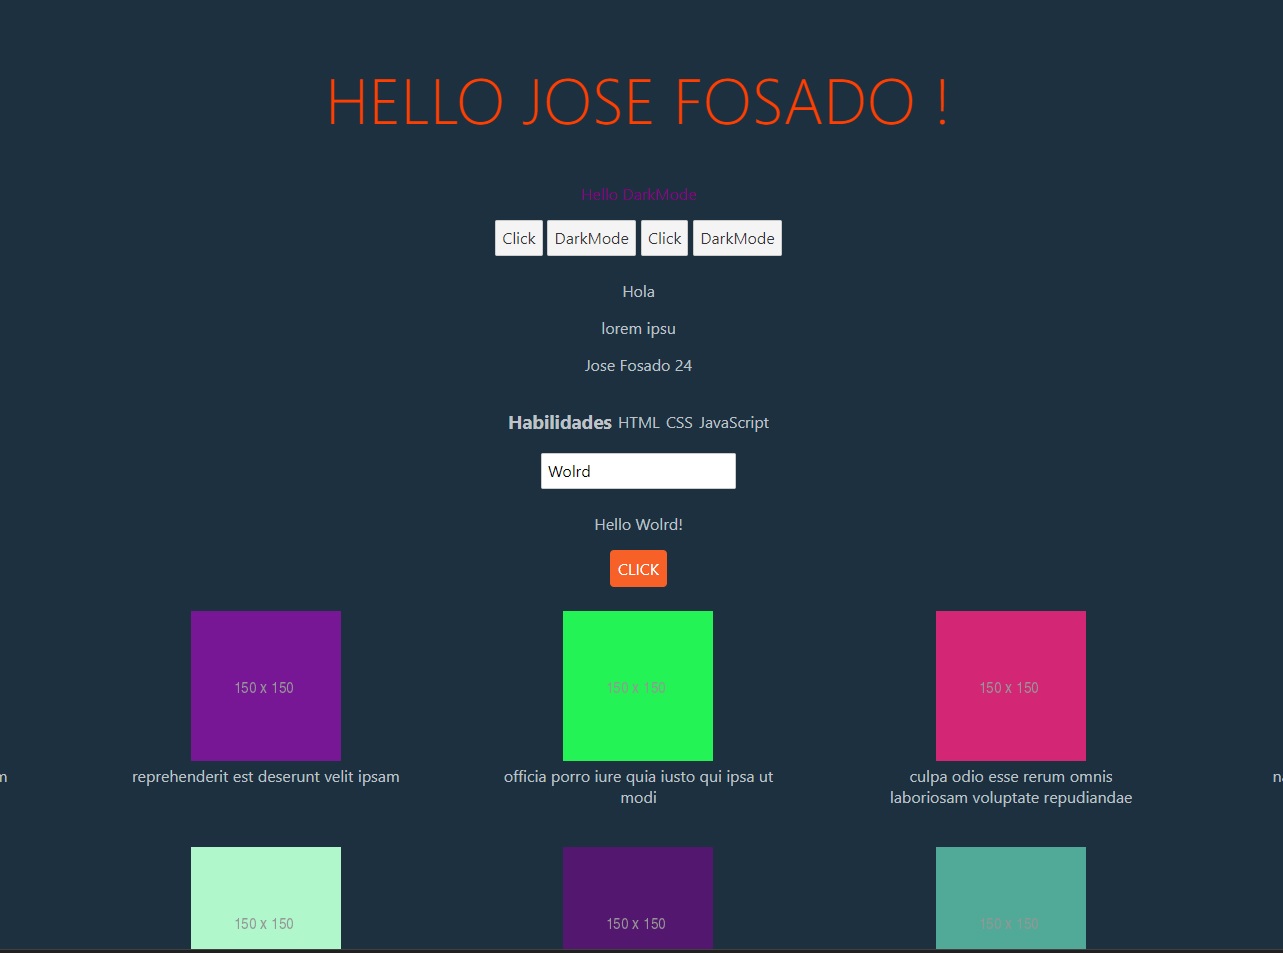 HELLO JOSE FOSADO !
Hello DarkMode
Click DarkMode Click DarkMode
Hola
lorem ipsu
Jose Fosado 24
Habilidades HTML CSS JavaScript
Wolrd
Hello Wolrd!
CLICK
150 x 150 150 x 150 150 x 150
reprehenderit est deserunt velit ipsam officia porro iure quia iusto qui ipsa ut culpa odio esse rerum omnis
modi laboriosam voluptate repudiandae
150 x 150 150 x 150 150 x 150